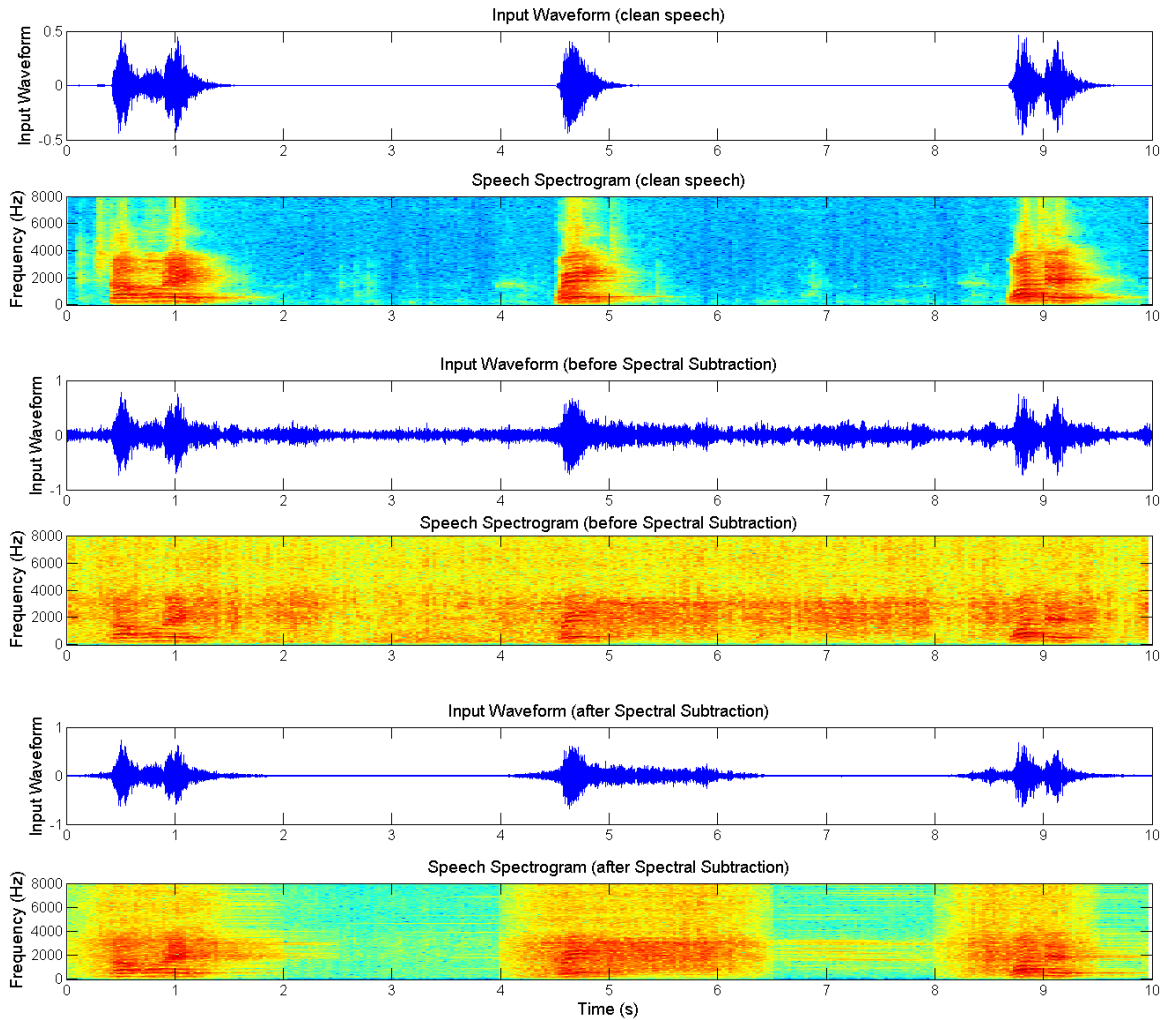 Input Waveform (clean speech)
Input Waveform
0.5
0
-0.5
0 1 2 3 4 5 6 7 8 9 10
Speech Spectrogram (clean speech)
Frequency (Hz)
8000
6000
4000
2000
0
0 1 2 3 4 5 6 7 8 9 10
Input Waveform (before Spectral Subtraction)
Input Waveform
1
0
-1
0 1 2 3 4 5 6 7 8 9 10
Speech Spectrogram (before Spectral Subtraction)
Frequency (Hz)
8000
6000
4000
2000
0
0 1 2 3 4 5 6 7 8 9 10
Input Waveform (after Spectral Subtraction)
Input Waveform
1
0
-1
0 1 2 3 4 5 6 7 8 9 10
Speech Spectrogram (after Spectral Subtraction)
Frequency (Hz)
8000
6000
4000
2000
0
0 1 2 3 4 5 6 7 8 9 10
Time (s)